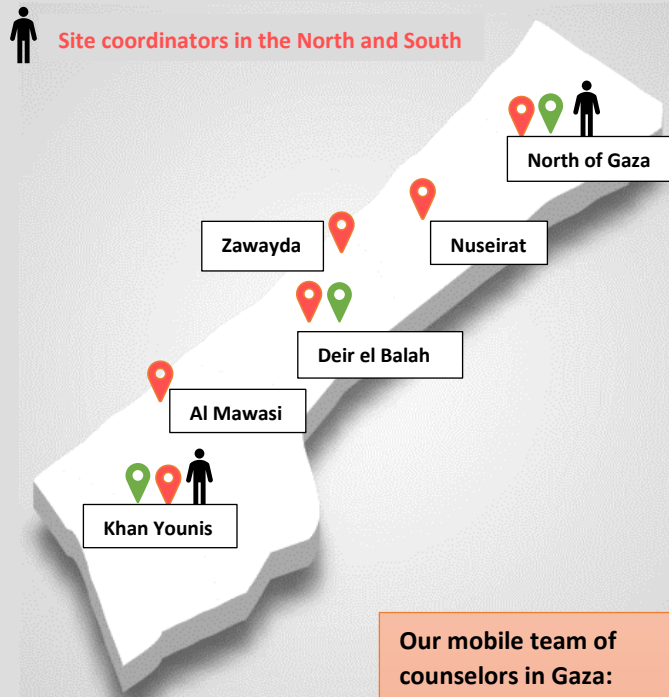 Site coordinators in the North and South
North of Gaza
Nuseirat
Zawayda
Deir el Balah
Al Mawasi
Khan Younis
Our mobile team of
counselors in Gaza: